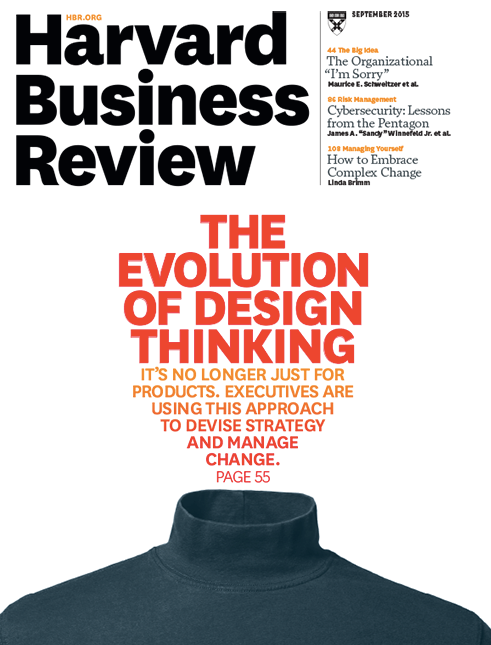 HBR.ORG
Harvard
Business
Review
SEPTEMBER 2015
44 The Big Idea
The Organizational
“I’m Sorry”
Maurice E. Schweitzer et al.
86 Risk Management
Cybersecurity: Lessons
from the Pentagon
James A. “Sandy” Winnefeld Jr. et al.
108 Managing Yourself
How to Embrace
Complex Change
Linda Brimm
THE
EVOLUTION
OF DESIGN
THINKING
IT’S NO LONGER JUST FOR
PRODUCTS. EXECUTIVES ARE
USING THIS APPROACH
TO DEVISE STRATEGY
AND MANAGE
CHANGE.
PAGE 55